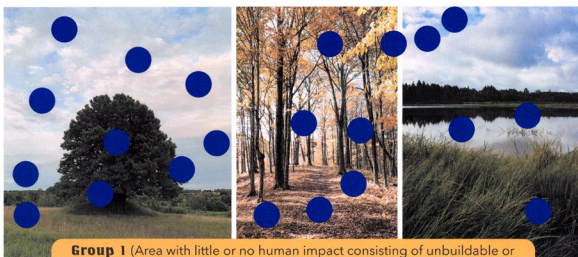 Group 1 (Area with little or no human impact consisting of unbuildable or